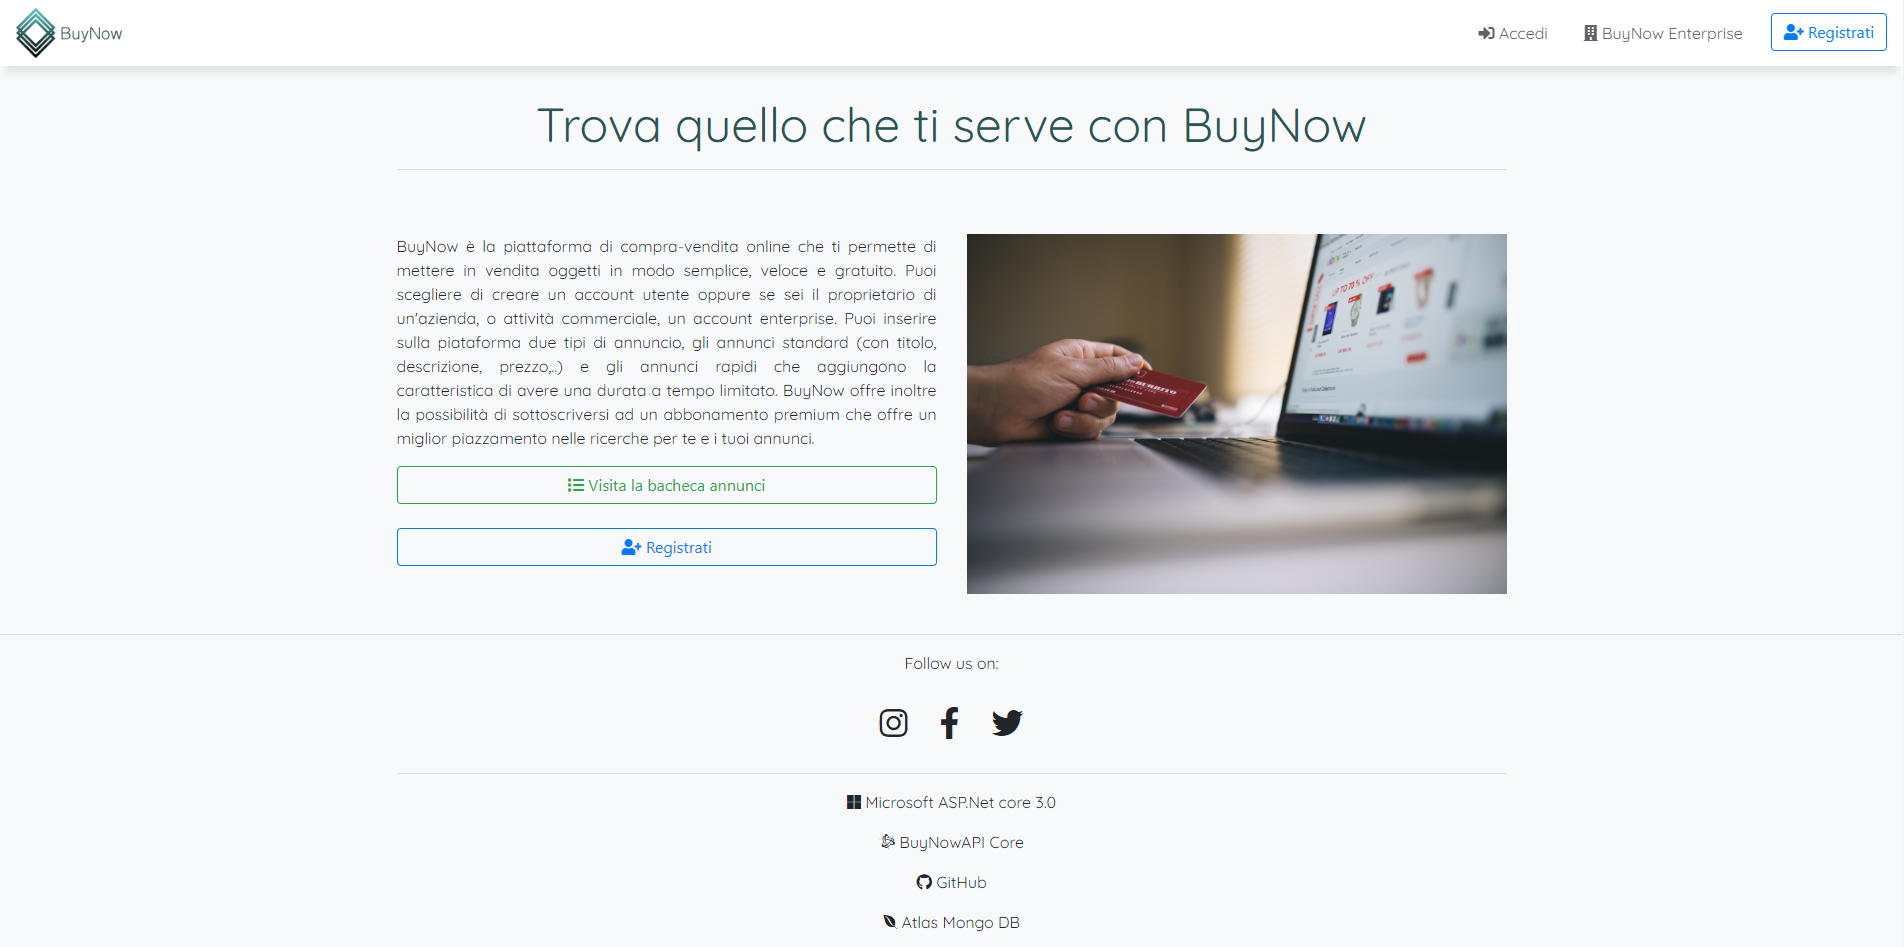 BuyNow
Accedi
BuyNow Enterprise
Registrati
Trova quello che ti serve con BuyNow
BuyNow è la piattaforma di compra-vendita online che ti permette di
mettere in vendita oggetti in modo semplice, veloce e gratuito. Puoi
scegliere di creare un account utente oppure se sei il proprietario di
un'azienda, o attività commerciale, un account enterprise. Puoi inserire
sulla piataforma due tipi di annuncio, gli annunci standard (con titolo,
descrizione, prezzo,..) e gli annunci rapidi che aggiungono la
caratteristica di avere una durata a tempo limitato. BuyNow offre inoltre
la possibilità di sottoscriversi ad un abbonamento premium che offre un
miglior piazzamento nelle ricerche per te e i tuoi annunci.
UP TO 70 % OFF
Visita la bacheca annunci
Registrati
Follow us on:
Microsoft ASP.Net core 3.0
BuyNowAPI Core
GitHub
Atlas Mongo DB